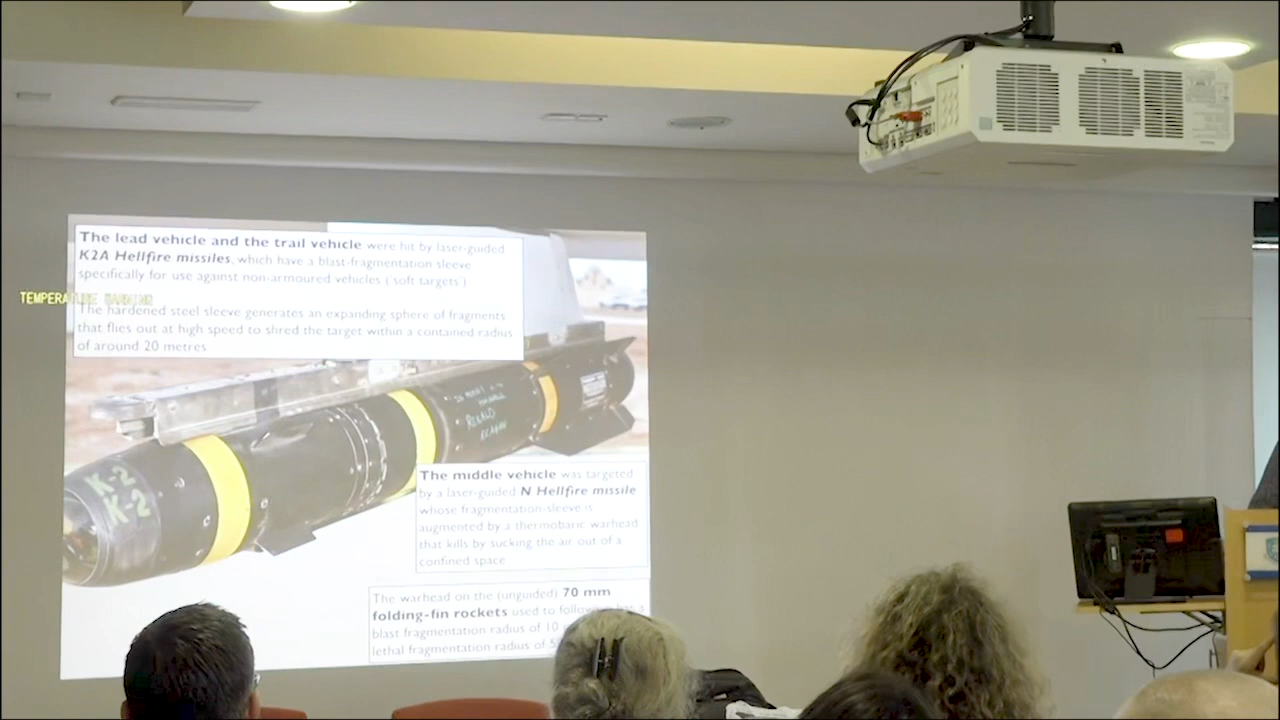 The lead vehicle and the trail vehicle were hit by laser-guided
K2A Hellfire missiles, which have a blast-fragmentation sleeve
specifically for use against non-armoured vehicles ('soft targets')
TEMPERATURE WARNING
The hardened steel sleeve generates an expanding sphere of fragments
that flies out at high speed to shred the target within a contained radius
of around 20 metres
K-2
K-2
The middle vehicle was targeted
by a laser-guided N Hellfire missile
whose fragmentation-sleeve is
augmented by a thermobaric warhead
that kills by sucking the air out of a
confined space
The warhead on the (unguided) 70 mm
folding-fin rockets used to follow
blast fragmentation radius of 10
lethal fragmentation radius of